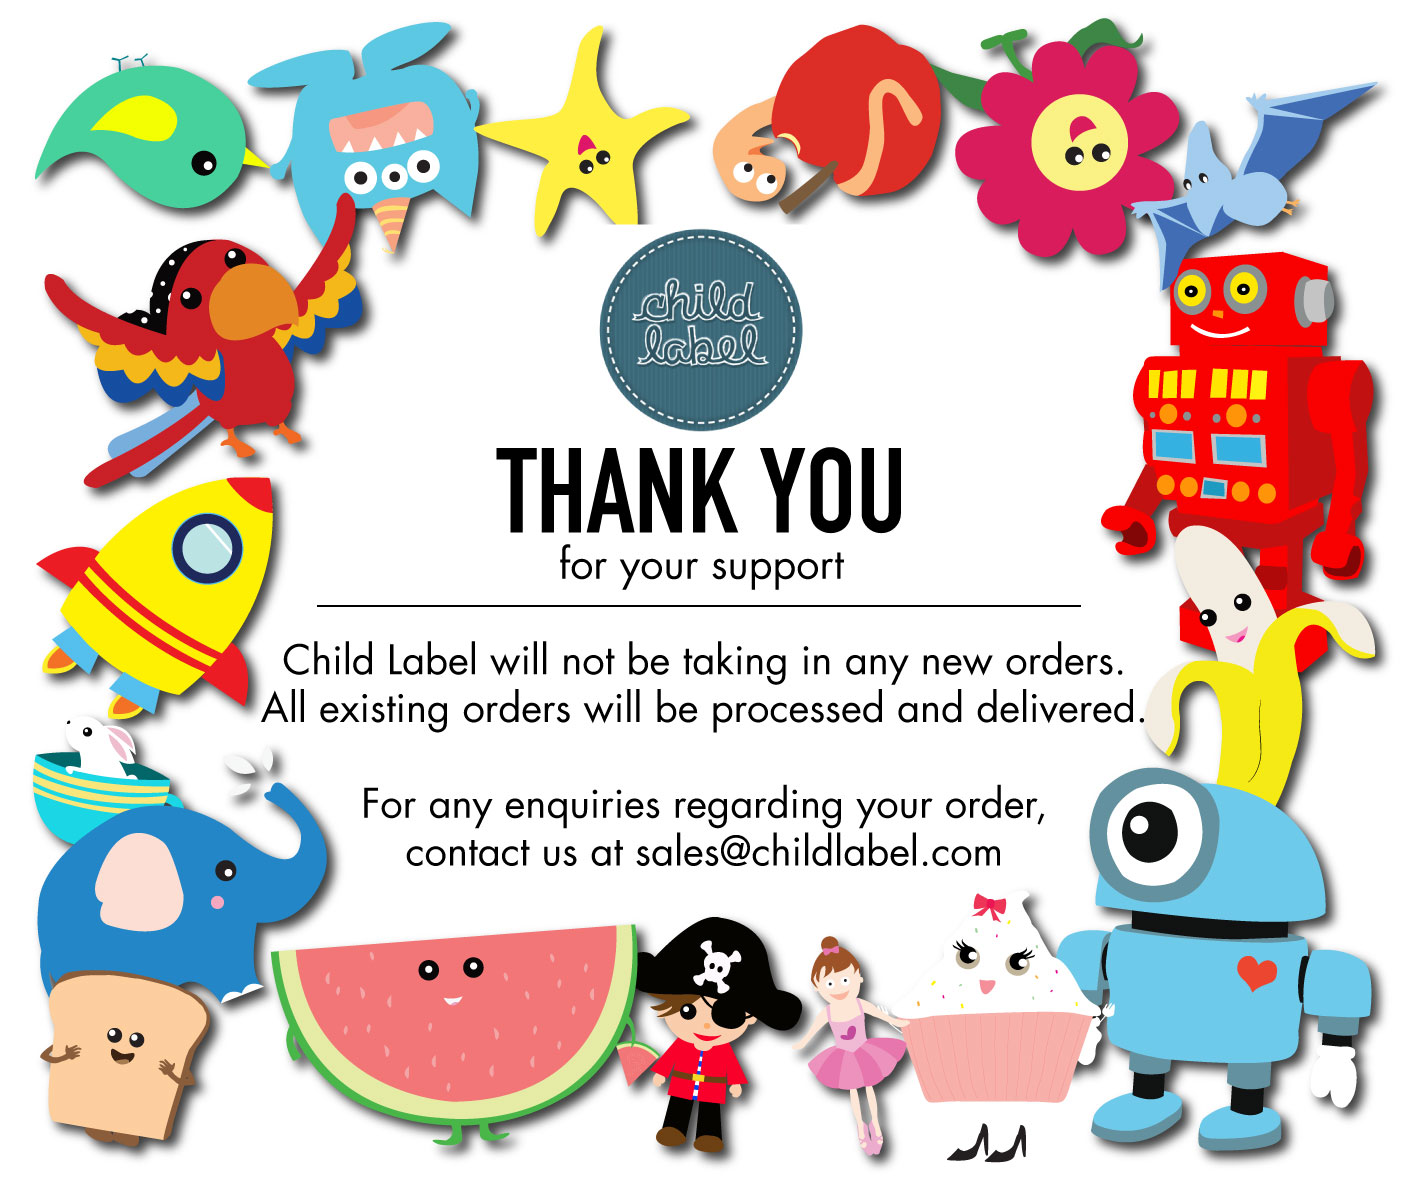 child
label
THANK YOU
for your support
Child Label will not be taking in any new orders.
All existing orders will be processed and delivered.
For any enquiries regarding your order,
contact us at sales@childlabel.com